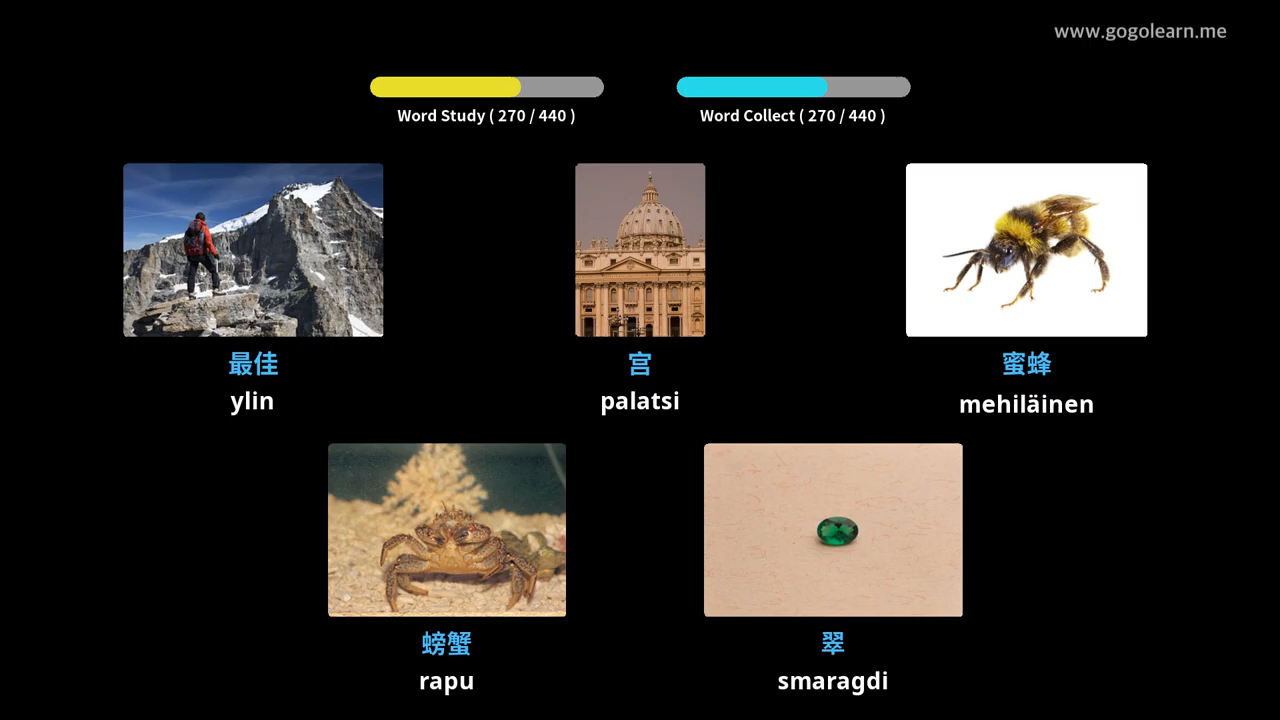 www.gogolearn.me
Word Study ( 270 / 440 )
Word Collect ( 270 / 440 )
最佳
ylin
宫
palatsi
蜜蜂
mehiläinen
螃蟹
rapu
翠
smaragdi